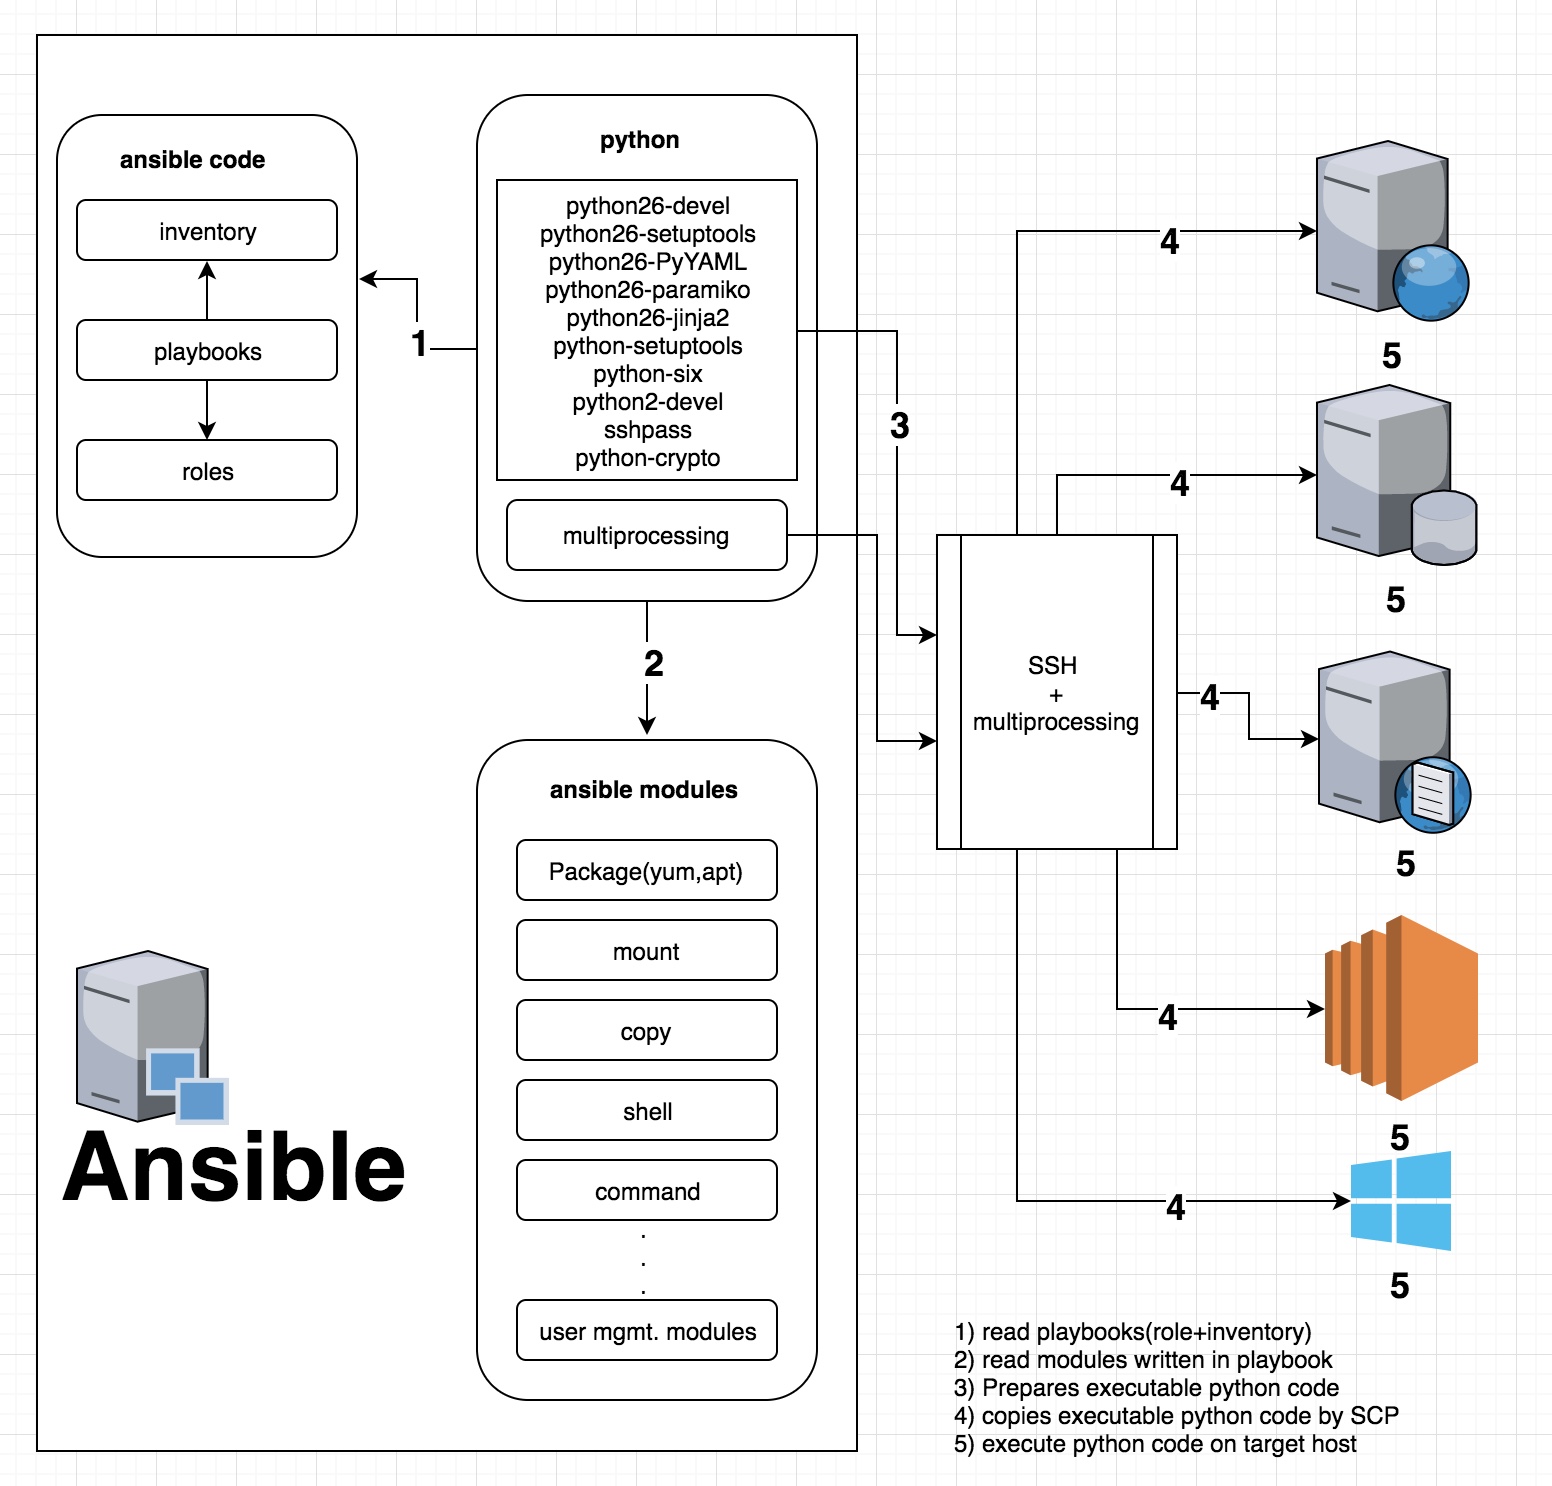 ansible code
inventory
playbooks
roles
1
python
python26-devel
python26-setuptools
python26-PyYAML
python26-paramiko
python26-jinja2
python-setuptools
python-six
python2-devel
sshpass
python-crypto
multiprocessing
2
3
ansible modules
Package(yum,apt)
mount
copy
shell
command
.
.
.
user mgmt. modules
Ansible
SSH
+
multiprocessing
4
5
4
5
4
5
4
5
4
5
1) read playbooks(role+inventory)
2) read modules written in playbook
3) Prepares executable python code
4) copies executable python code by SCP
5) execute python code on target host